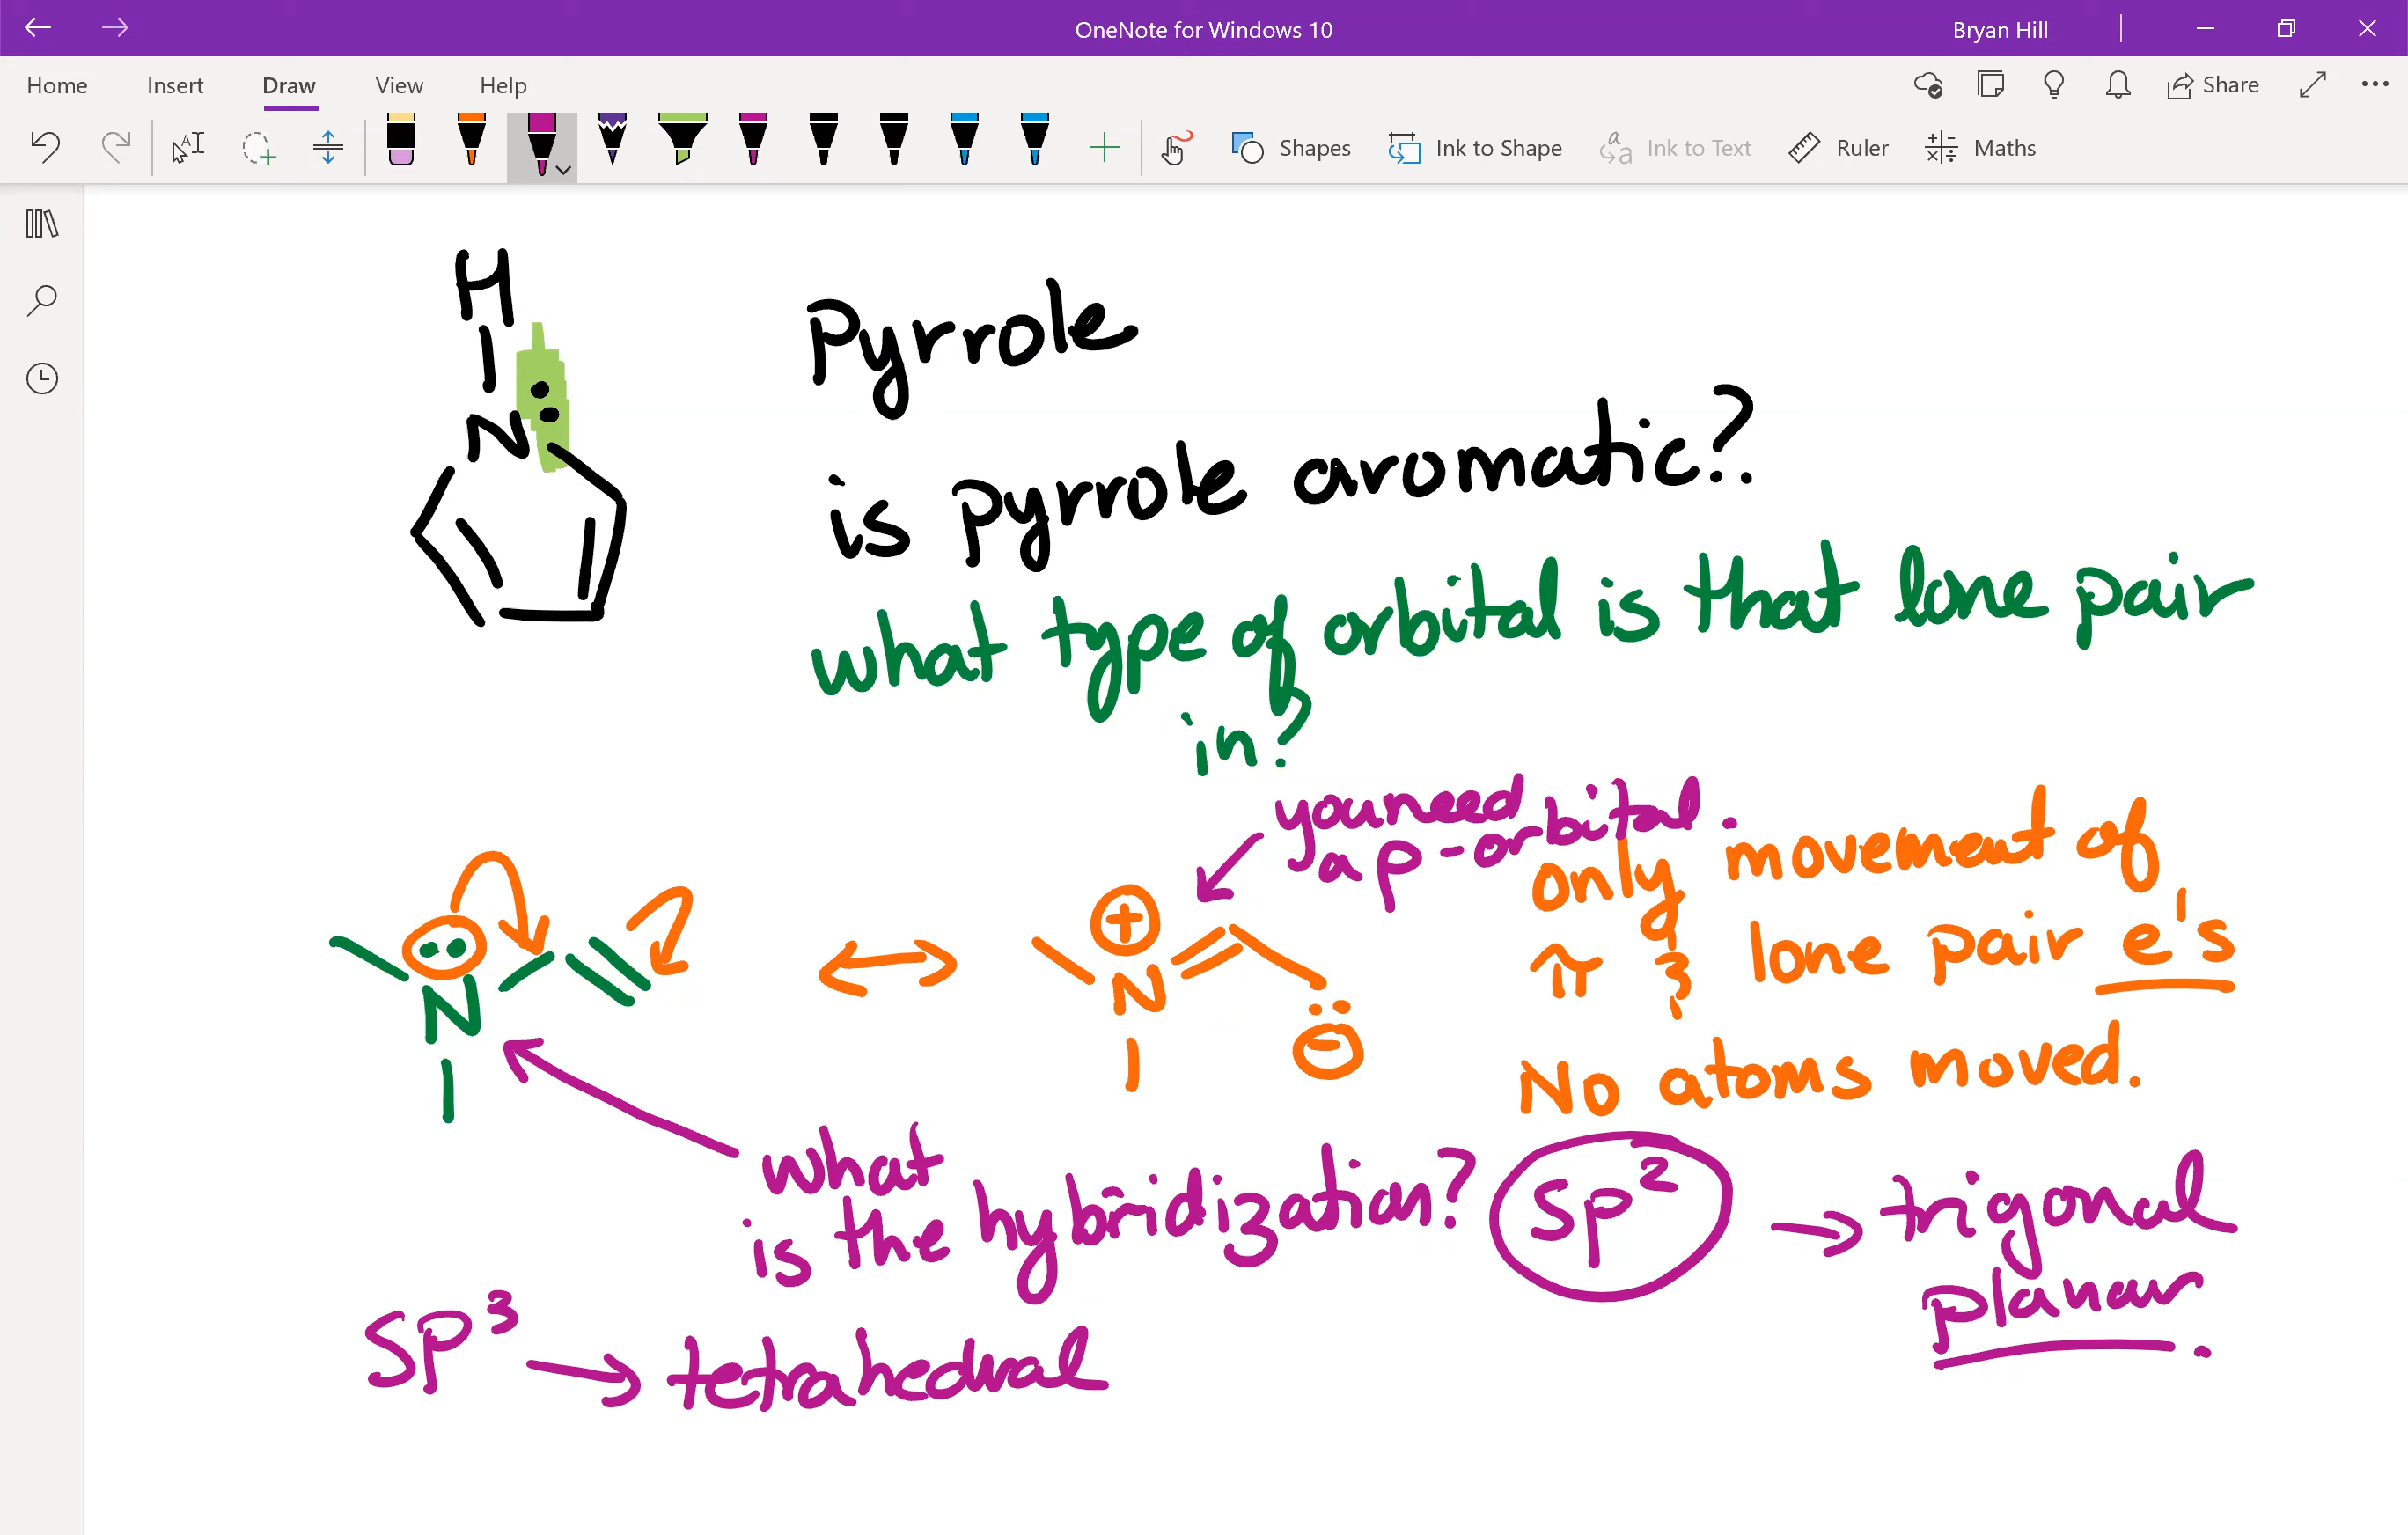 OneNote for Windows 10
Bryan Hill
Home Insert Draw View Help
Share
Shapes Ink to Shape Ink to Text Ruler Maths
H
N
Pyrrole
is pyrrole aromatic?
what type of orbital is that lone pair
in?
you need
a p-orbital.
only movement of
π & lone pair e's
No atoms moved.
N
N
what
is the hybridization? sp² → trigonal
planar.
sp³ → tetrahedral